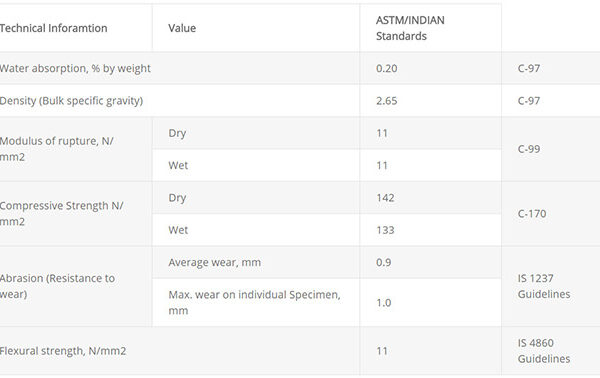 Technical Inforamtion Value ASTM/INDIAN
Standards
Water absorption, % by weight 0.20 C-97
Density (Bulk specific gravity) 2.65 C-97
Modulus of rupture, N/
mm2
Dry 11
Wet 11
C-99
Compressive Strength N/
mm2
Dry 142
Wet 133
C-170
Abrasion (Resistance to
wear)
Average wear, mm 0.9
Max. wear on individual Specimen,
mm
1.0
IS 1237
Guidelines
Flexural strength, N/mm2 11
IS 4860
Guidelines